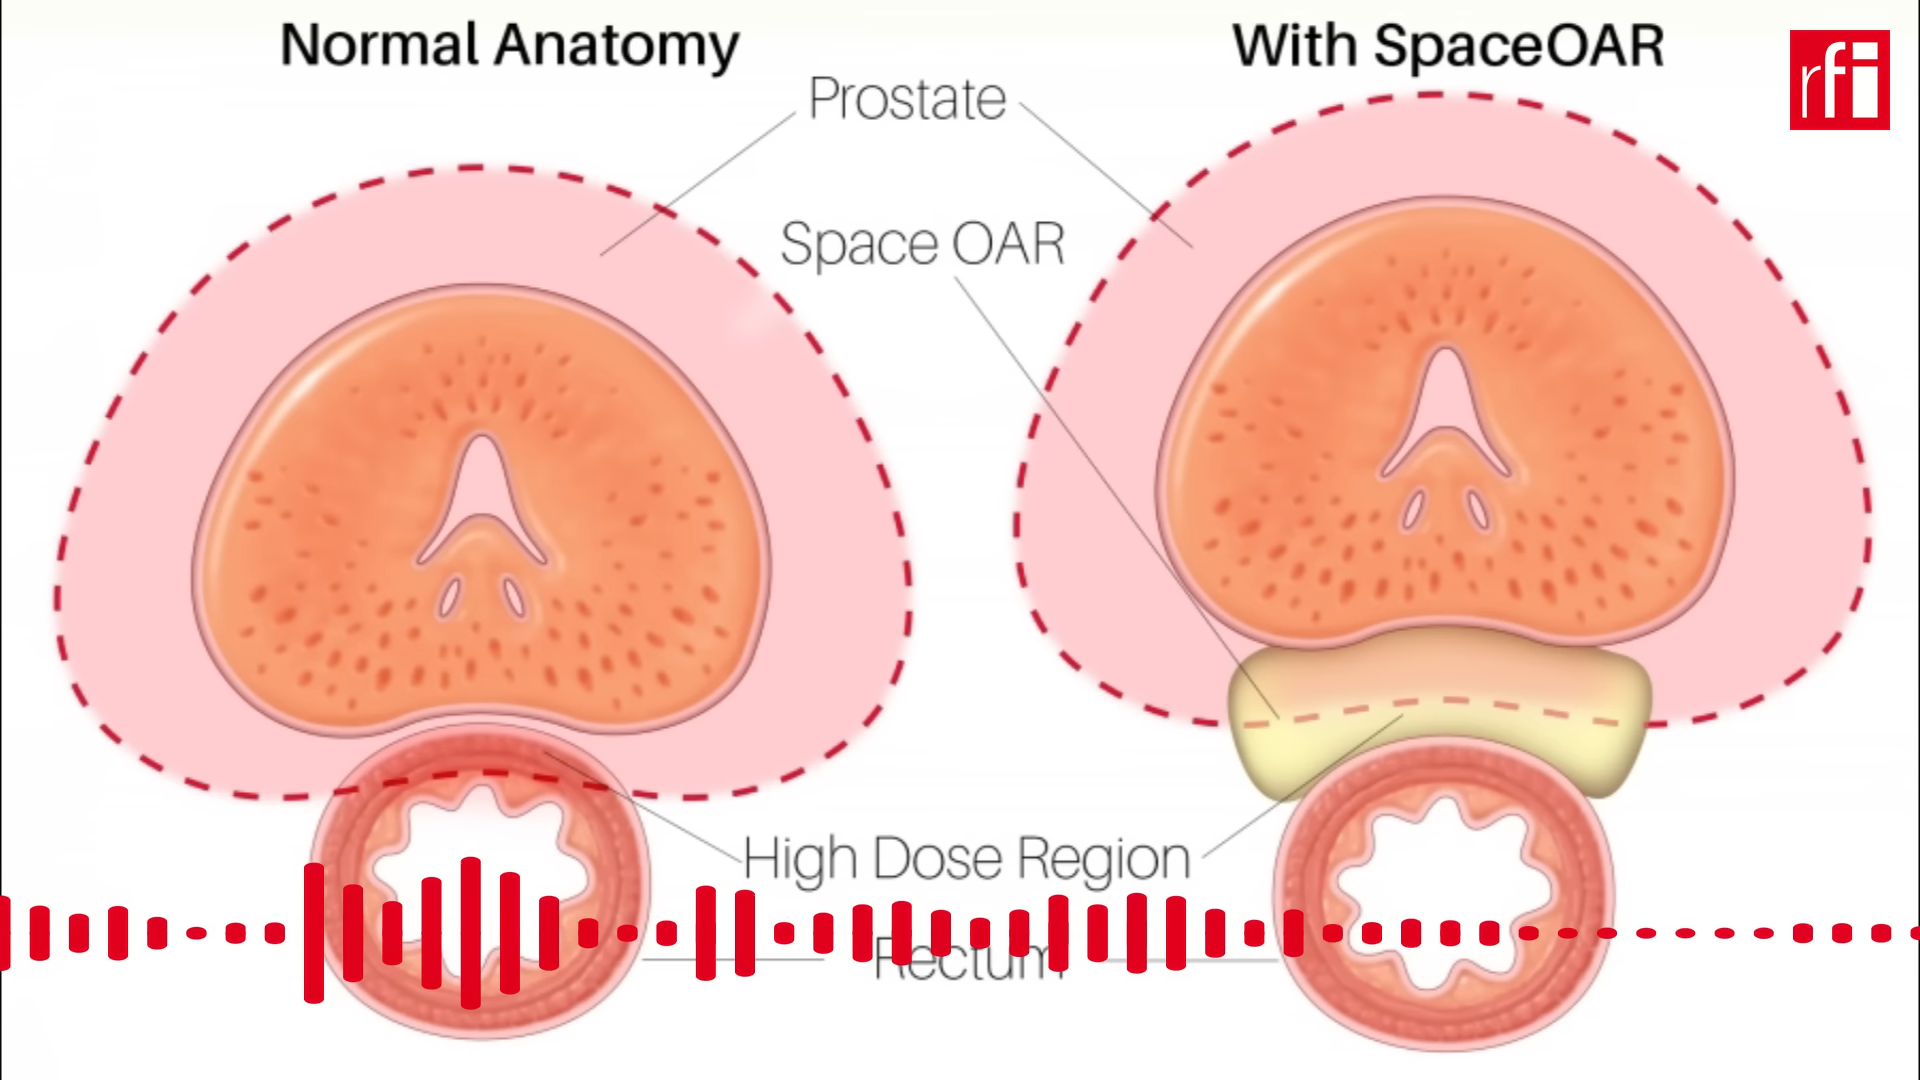 Normal Anatomy
With SpaceOAR
rfi
Prostate
Space OAR
High Dose Region
Rectum